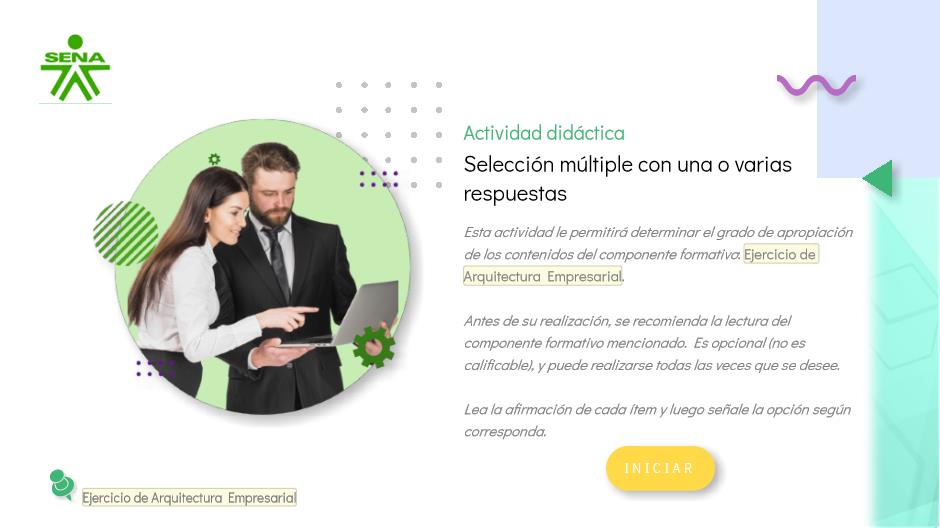 SENA
Actividad didáctica
Selección múltiple con una o varias
respuestas
Esta actividad le permitirá determinar el grado de apropiación
de los contenidos del componente formativa: Ejercicio de
Arquitectura Empresarial.
Antes de su realización, se recomienda la lectura del
componente formativo mencionado. Es opcional (no es
calificable), y puede realizarse todas las veces que se desee.
Lea la afirmación de cada ítem y luego señale la opción según
corresponda.
INICIAR
Ejercicio de Arquitectura Empresarial